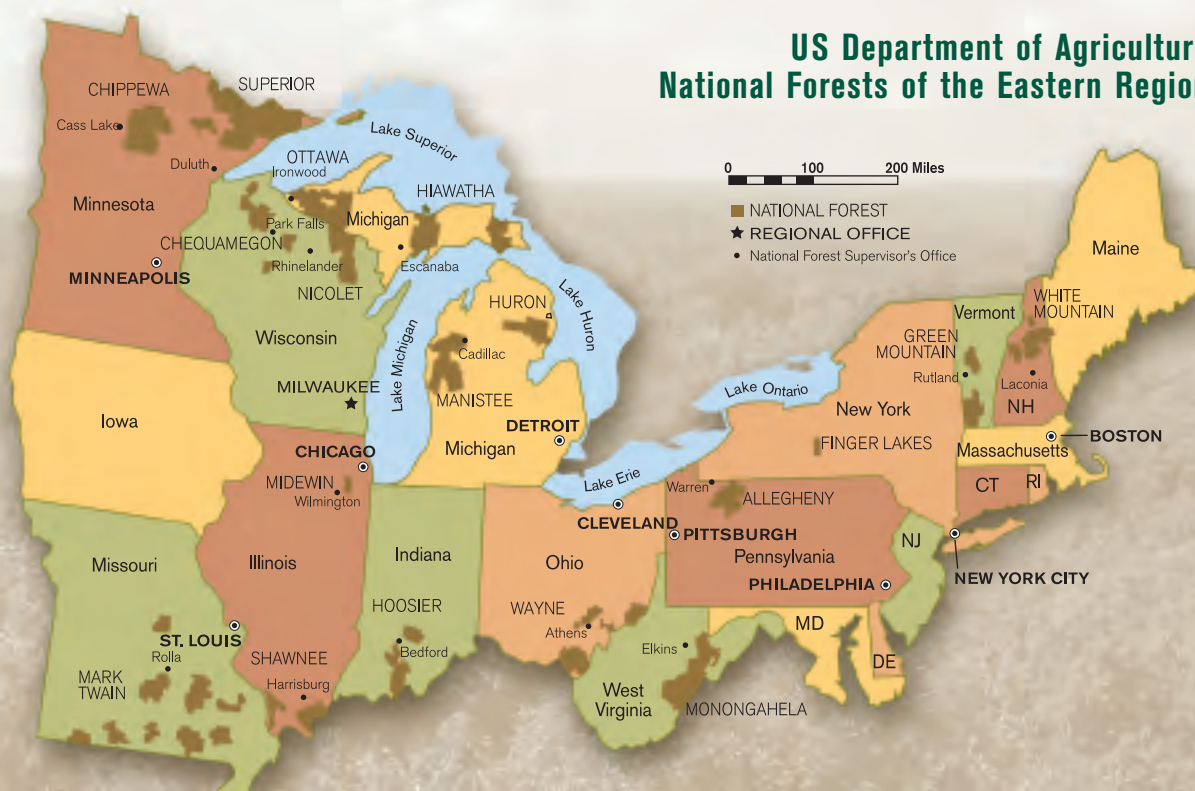 US Department of Agricultur
National Forests of the Eastern Regio
0 100 200 Miles
NATIONAL FOREST
REGIONAL OFFICE
National Forest Supervisor's Office
CHIPPEWA
SUPERIOR
Cass Lake
Duluth
Minnesota
MINNEAPOLIS
Lake Superior
OTTAWA
Ironwood
HIAWATHA
Michigan
Park Falls
CHEQUAMEGON
Rhinelander
Escanaba
NICOLET
Wisconsin
MILWAUKEE
Lake Michigan
Lake Huron
HURON
Cadillac
MANISTEE
DETROIT
Michigan
Iowa
CHICAGO
MIDEWIN
Wilmington
Illinois
Missouri
ST. LOUIS
Rolla
MARK
TWAIN
SHAWNEE
Harrisburg
Indiana
HOOSIER
Bedford
Lake Erie
CLEVELAND
Ohio
WAYNE
Athens
Elkins
West
Virginia
MONONGAHELA
Warren
ALLEGHENY
PITTSBURGH
Pennsylvania
PHILADELPHIA
MD
DE
NJ
NEW YORK CITY
Lake Ontario
New York
FINGER LAKES
Vermont
GREEN
MOUNTAIN
Rutland
WHITE
MOUNTAIN
Laconia
NH
Maine
Massachusetts
BOSTON
CT
RI